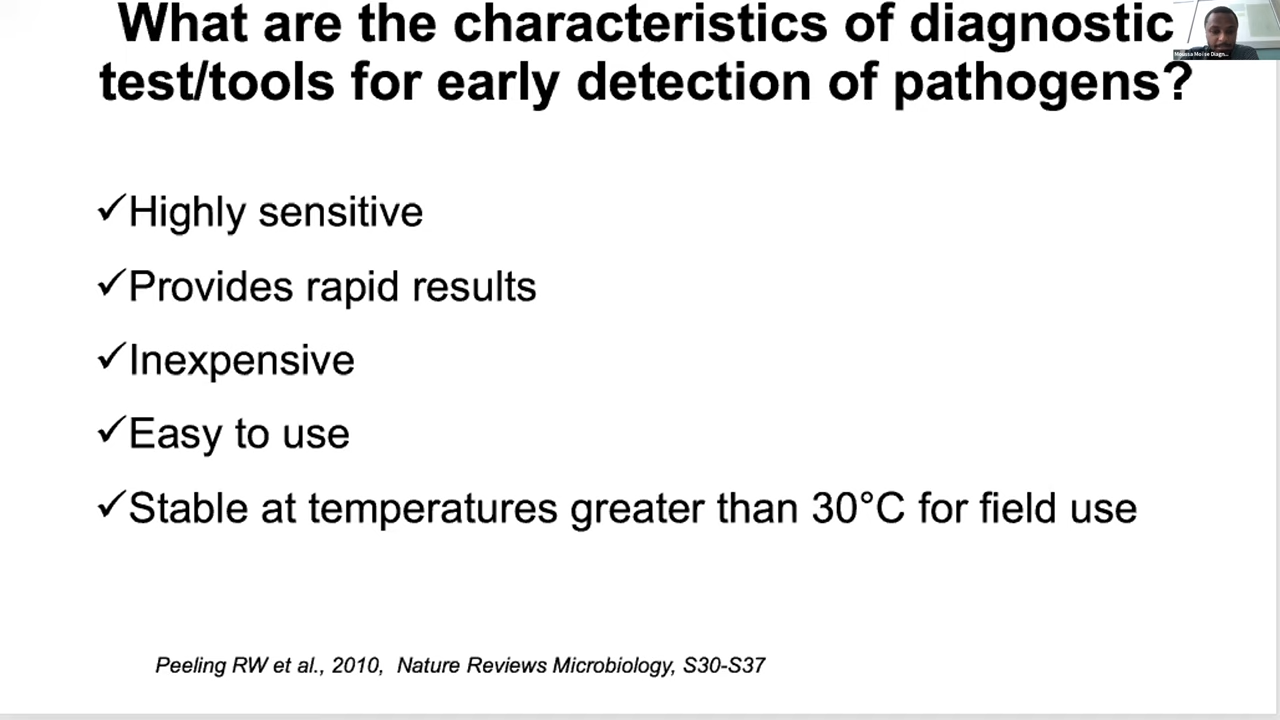 What are the characteristics of diagnostic
test/tools for early detection of pathogens?
✓Highly sensitive
✓Provides rapid results
✓Inexpensive
✓Easy to use
✓Stable at temperatures greater than 30°C for field use
Peeling RW et al., 2010, Nature Reviews Microbiology, S30-S37